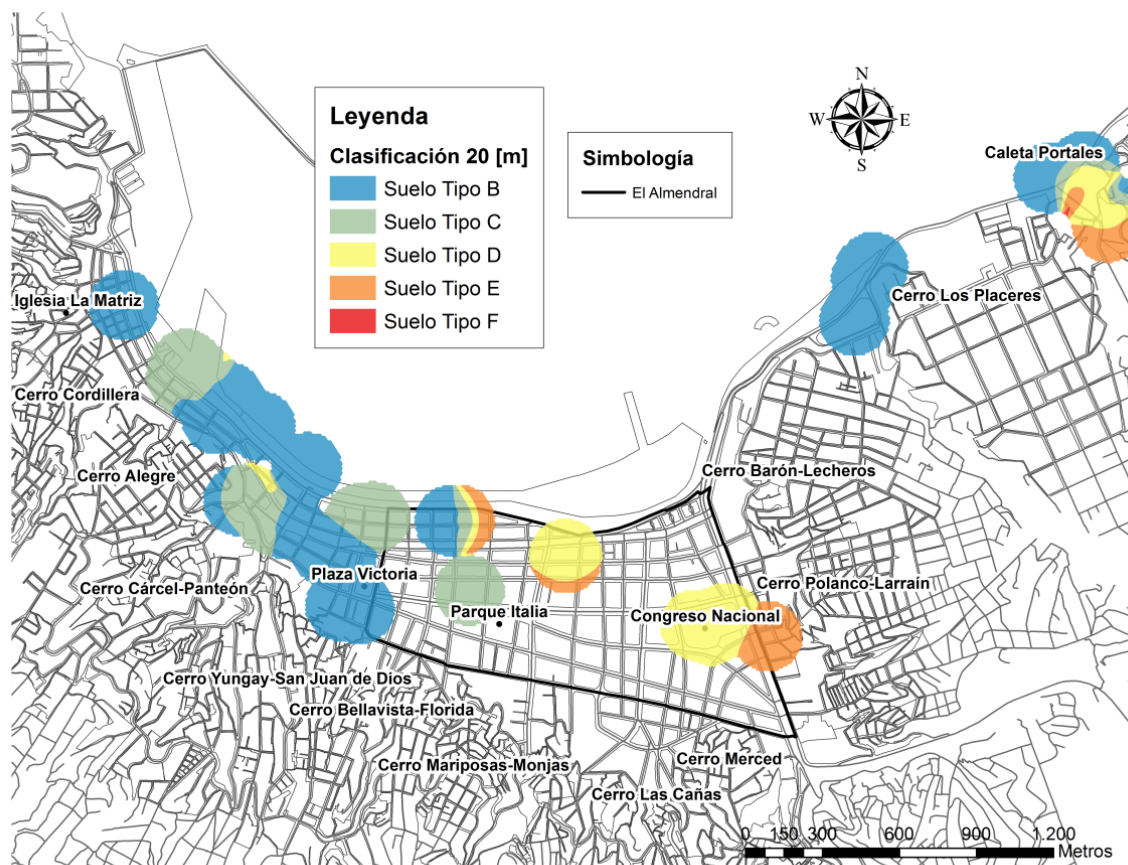 N
W E
S
Leyenda
Clasificación 20 [m]
Suelo Tipo B
Suelo Tipo C
Suelo Tipo D
Suelo Tipo E
Suelo Tipo F
Simbología
El Almendral
Caleta Portales
Iglesia La Matriz
Cerro Los Placeres
Cerro Cordillera
Cerro Alegre
Cerro Barón-Lecheros
Plaza Victoria
Cerro Cárcel-Panteón
Cerro Polanco-Larraín
Parque Italia
Congreso Nacional
Cerro Yungay-San Juan de Dios
Cerro Bellavista-Florida
Cerro Mariposas-Monjas
Cerro Merced
Cerro Las Cañas
0 150 300 600 900 1.200
Metros